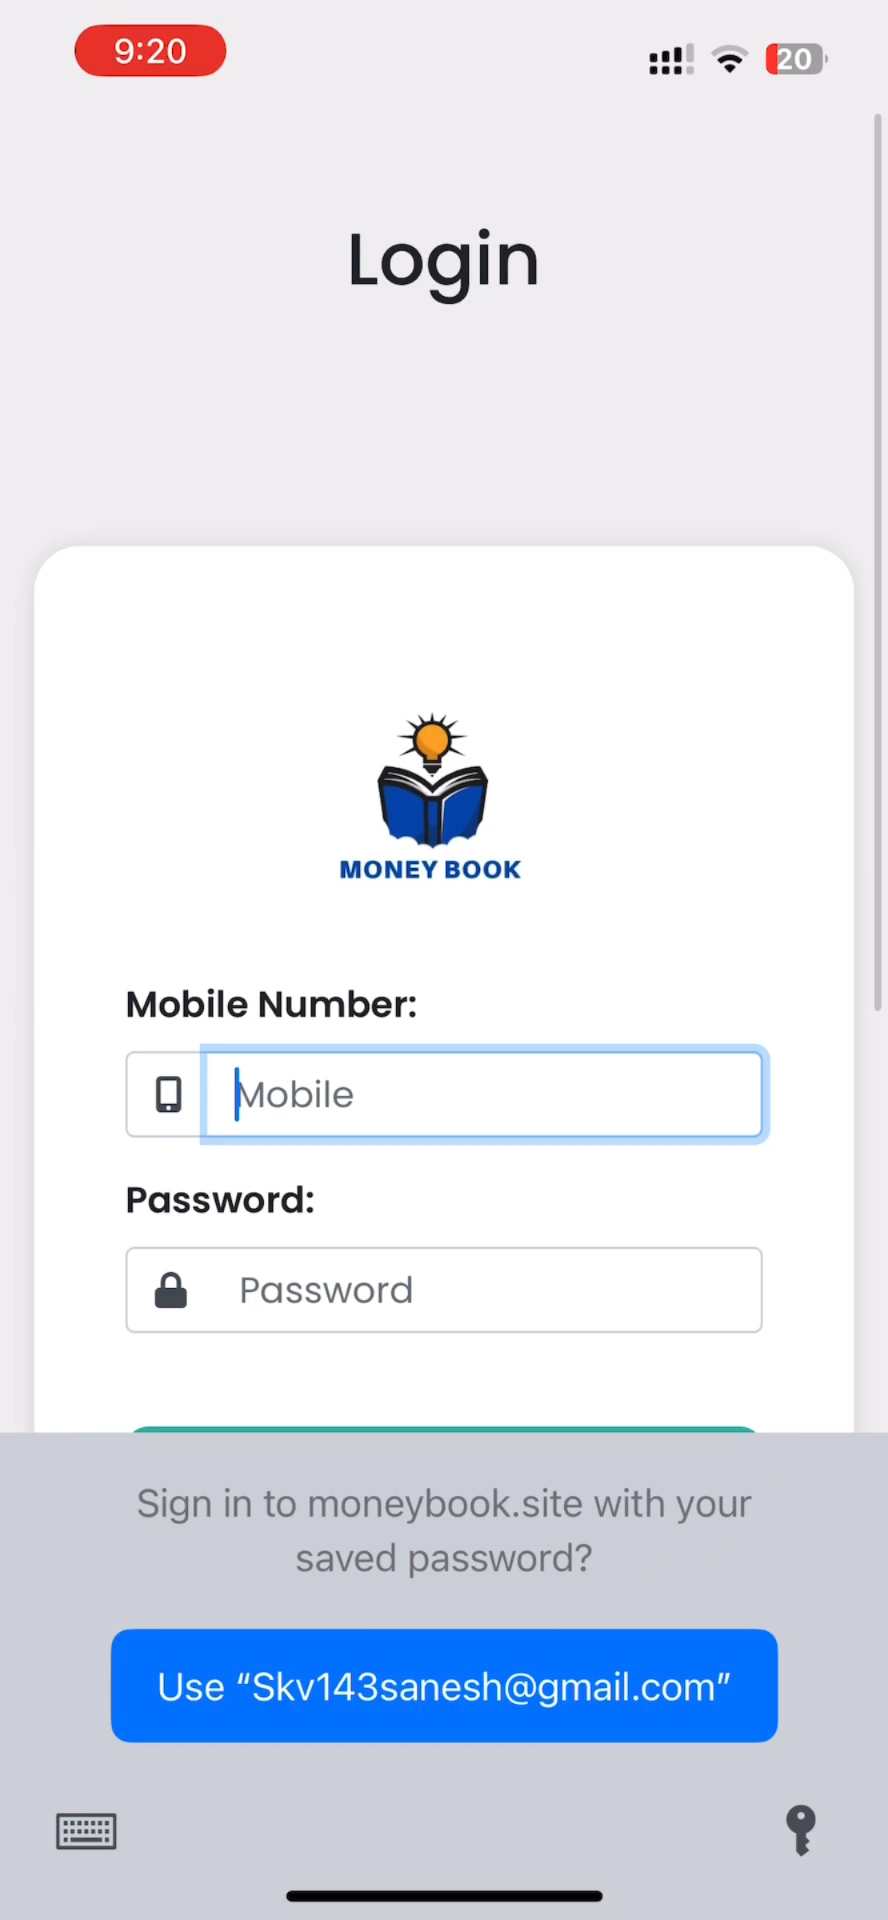 9:20
20
Login
MONEY BOOK
Mobile Number:
Mobile
Password:
Password
Sign in to moneybook.site with your
saved password?
Use “Skv143sanesh@gmail.com”